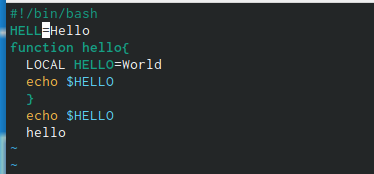 #!/bin/bash
HELL=Hello
function hello{
LOCAL HELLO=World
echo $HELLO
}
echo $HELLO
hello
~
~